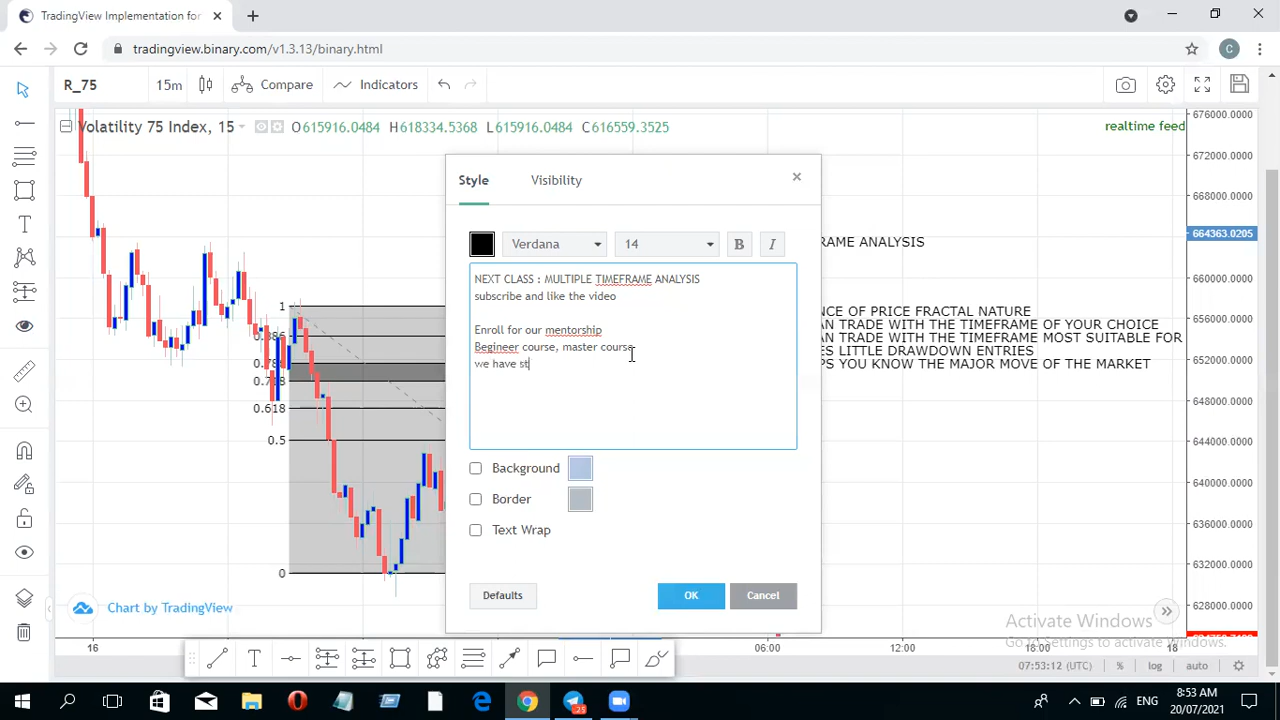 TradingView Implementation for
tradingview.binary.com/v1.3.13/binary.html
C
R_75
15m
Compare
Indicators
Volatility 75 Index, 15
O615916.0484 H618334.5368 L615916.0484 C616559.3525
realtime feed
676000.0000
672000.0000
664363.0205
660000.0000
656000.0000
652000.0000
648000.0000
644000.0000
640000.0000
636000.0000
632000.0000
628000.0000
Style
Visibility
Verdana
14
B
I
NEXT CLASS : MULTIPLE TIMEFRAME ANALYSIS
subscribe and like the video
Enroll for our mentorship
Begineer course, master course
we have st
Background
Border
Text Wrap
Defaults
OK
Cancel
RAME ANALYSIS
NCE OF PRICE FRACTAL NATURE
AN TRADE WITH THE TIMEFRAME OF YOUR CHOICE
AN TRADE WITH THE TIMEFRAME MOST SUITABLE FOR
ES LITTLE DRAWDOWN ENTRIES
PS YOU KNOW THE MAJOR MOVE OF THE MARKET
1
0.618
0.5
0
Chart by TradingView
Activate Windows
Go to Settings to activate Windows.
16
06:00
12:00
18:00
18
07:53:12 (UTC)
%
log
auto
ENG
8:53 AM
20/07/2021